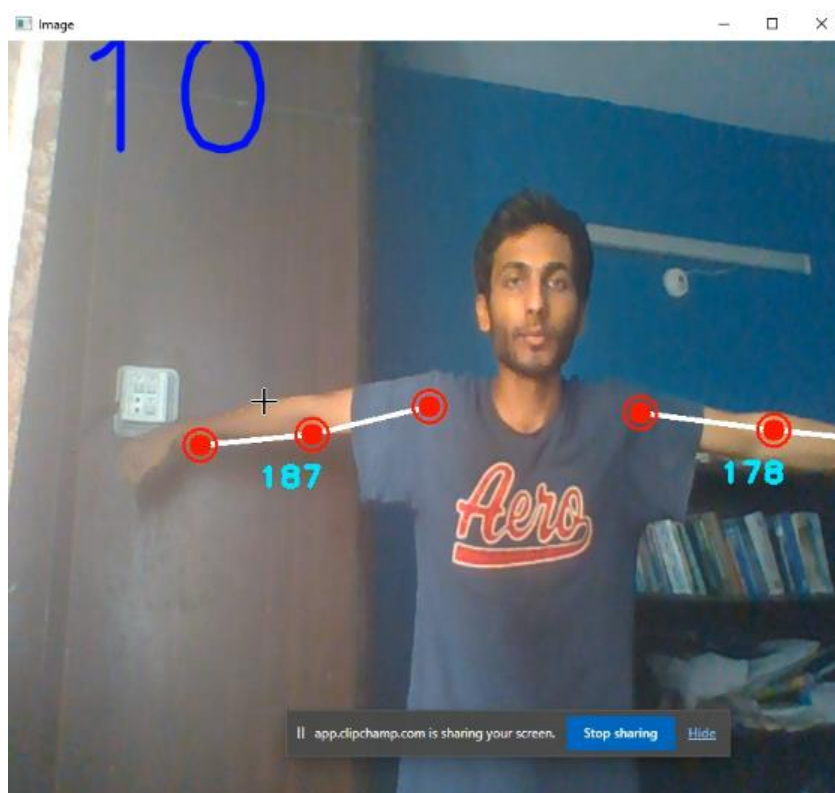 Image
10
187
178
Aero
app.clipchamp.com is sharing your screen. Stop sharing Hide